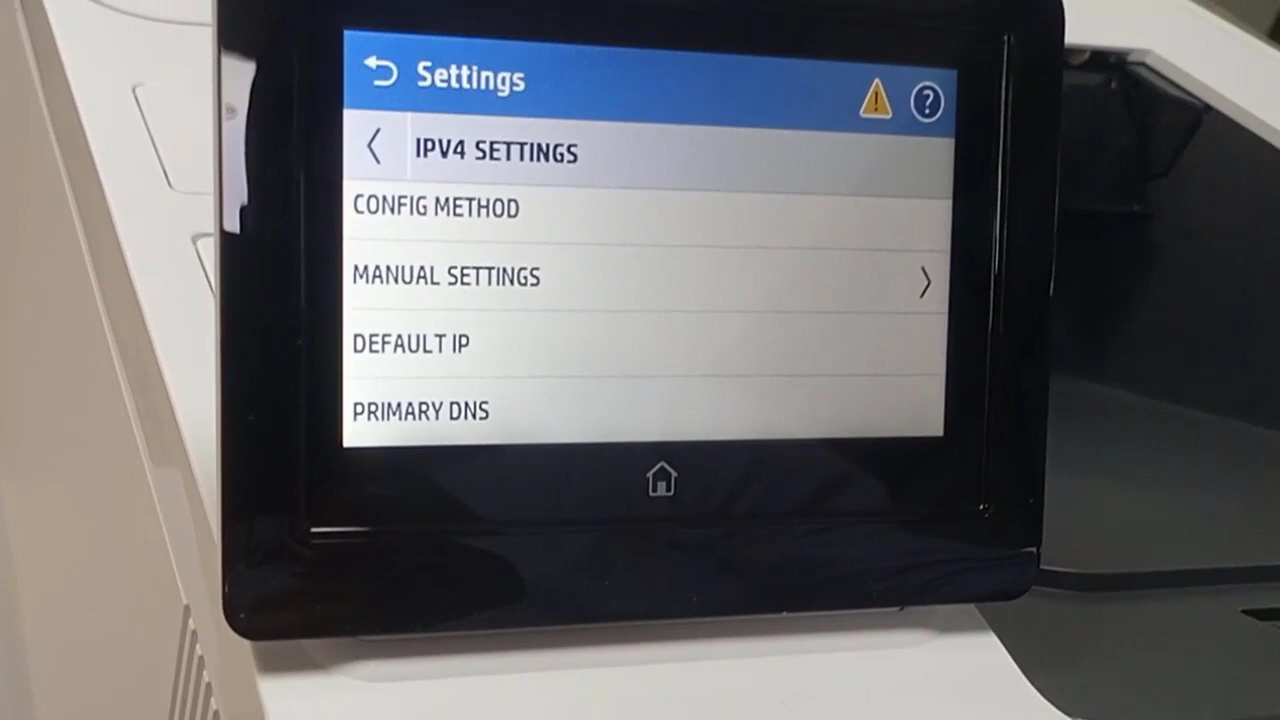 Settings
?
IPV4 SETTINGS
CONFIG METHOD
MANUAL SETTINGS
DEFAULT IP
PRIMARY DNS